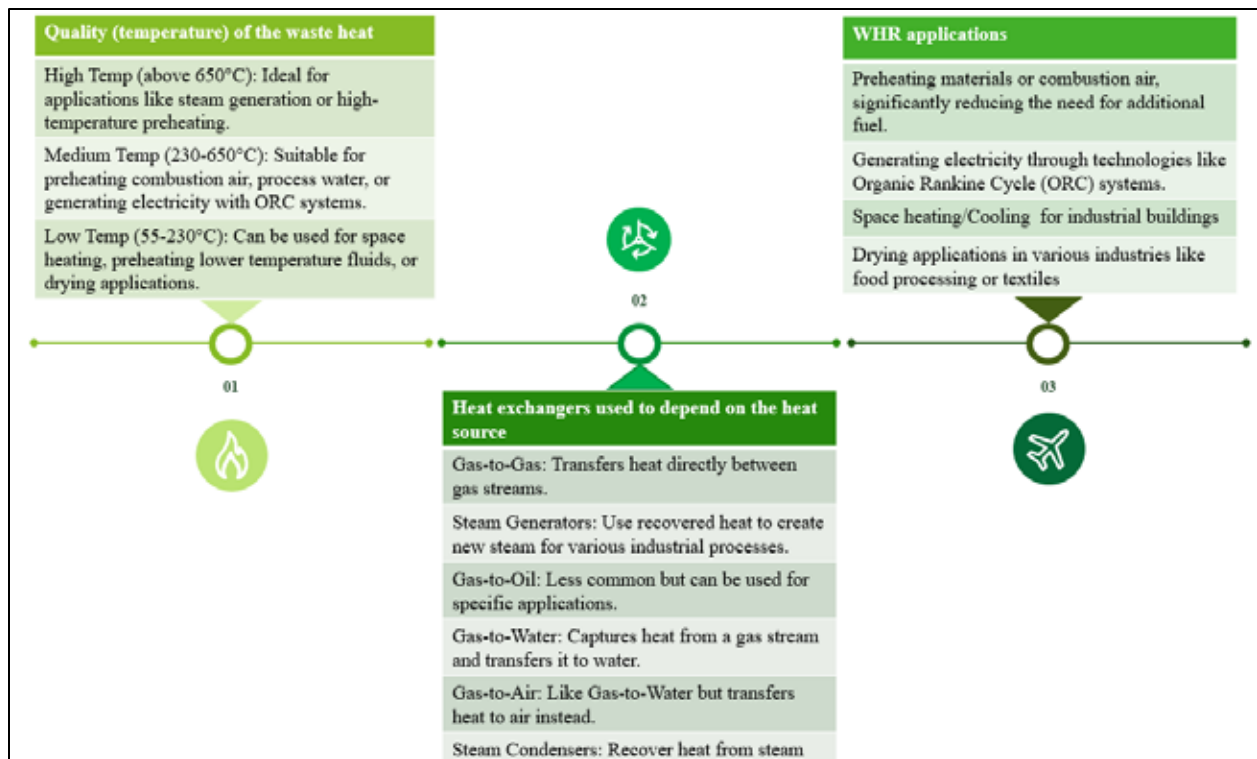 Quality (temperature) of the waste heat
High Temp (above 650°C): Ideal for
applications like steam generation or high-
temperature preheating.
Medium Temp (230-650°C): Suitable for
preheating combustion air, process water, or
generating electricity with ORC systems.
Low Temp (55-230°C): Can be used for space
heating, preheating lower temperature fluids, or
drying applications.
01
02
Heat exchangers used to depend on the heat
source
Gas-to-Gas: Transfers heat directly between
gas streams.
Steam Generators: Use recovered heat to create
new steam for various industrial processes.
Gas-to-Oil: Less common but can be used for
specific applications.
Gas-to-Water: Captures heat from a gas stream
and transfers it to water.
Gas-to-Air: Like Gas-to-Water but transfers
heat to air instead.
Steam Condensers: Recover heat from steam
WHR applications
Preheating materials or combustion air,
significantly reducing the need for additional
fuel.
Generating electricity through technologies like
Organic Rankine Cycle (ORC) systems.
Space heating/Cooling for industrial buildings
Drying applications in various industries like
food processing or textiles
03